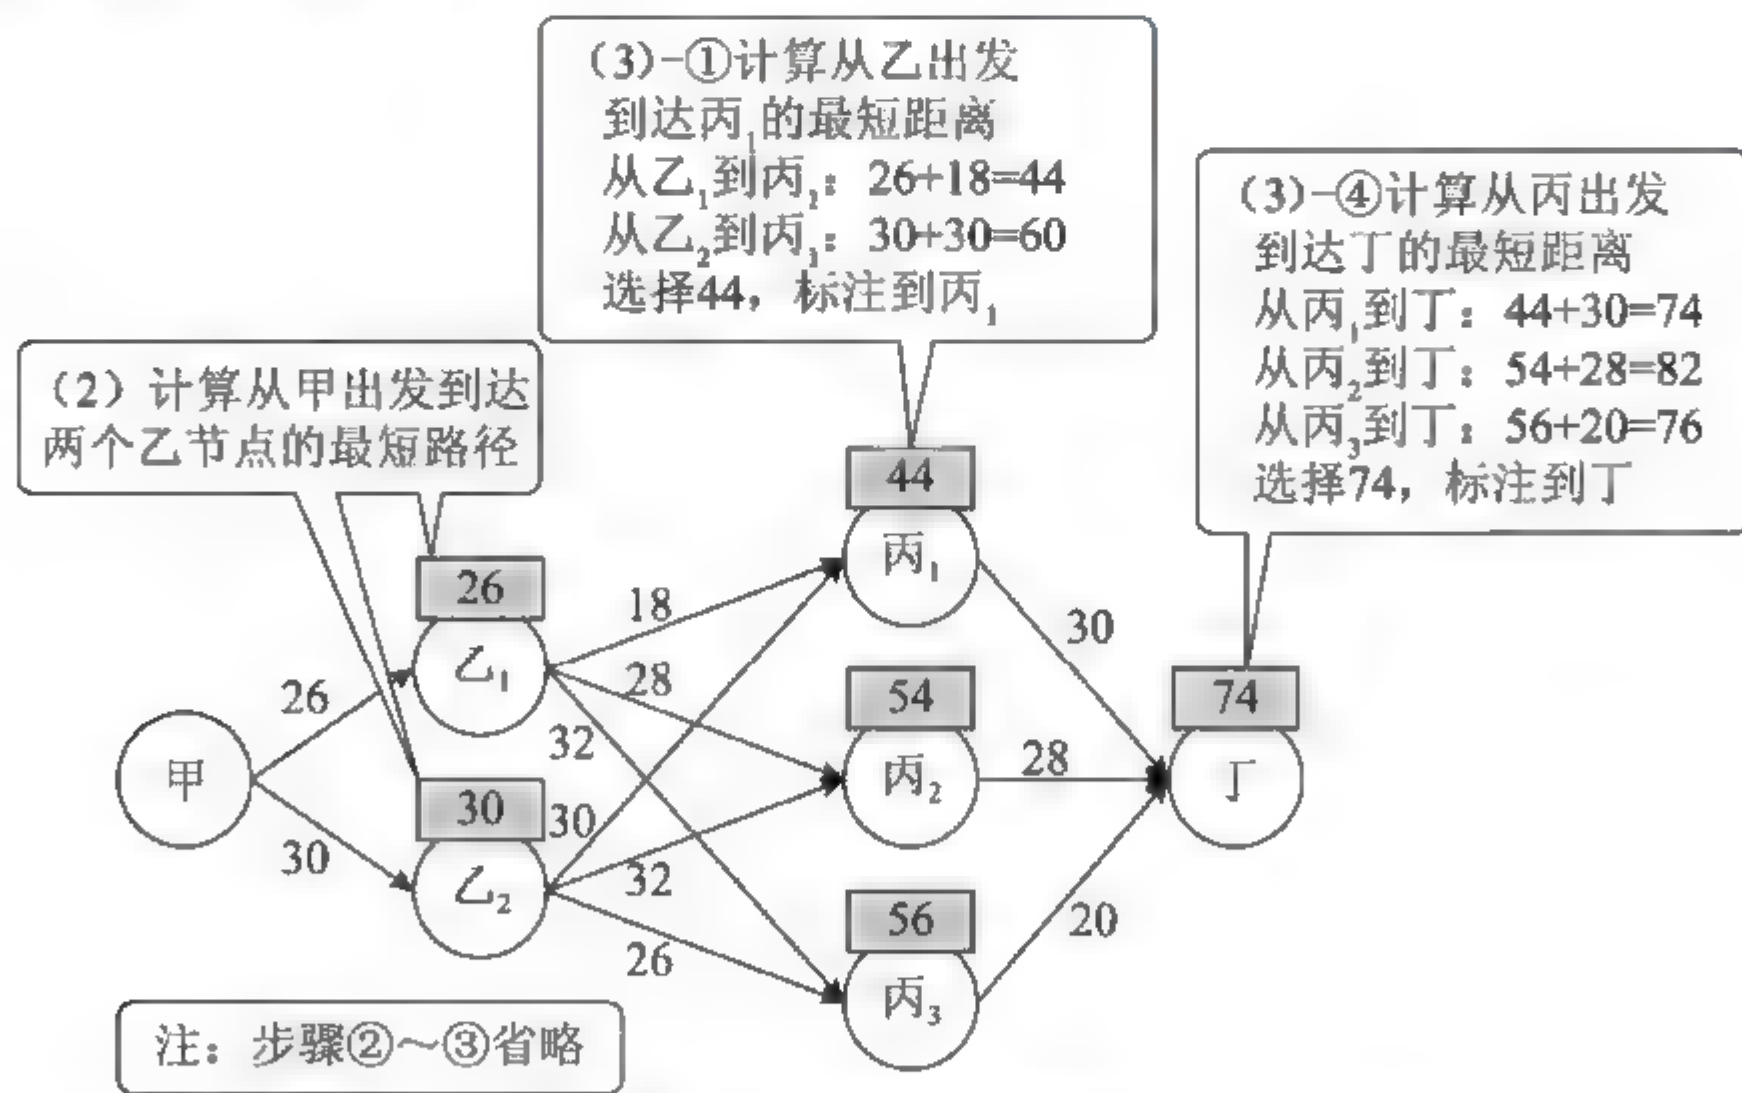 (3)-①计算从乙出发
到达丙₁的最短距离
从乙₁到丙₁：26+18=44
从乙₂到丙₁：30+30=60
选择44，标注到丙₁
(3)-④计算从丙出发
到达丁的最短距离
从丙₁到丁：44+30=74
从丙₂到丁：54+28=82
从丙₃到丁：56+20=76
选择74，标注到丁
(2) 计算从甲出发到达
两个乙节点的最短路径
44
丙₁
26
乙₁
18
30
28
54
74
26
甲
32
丙₂
28
丁
30
30
30
乙₂
32
56
20
26
丙₃
注：步骤②～③省略